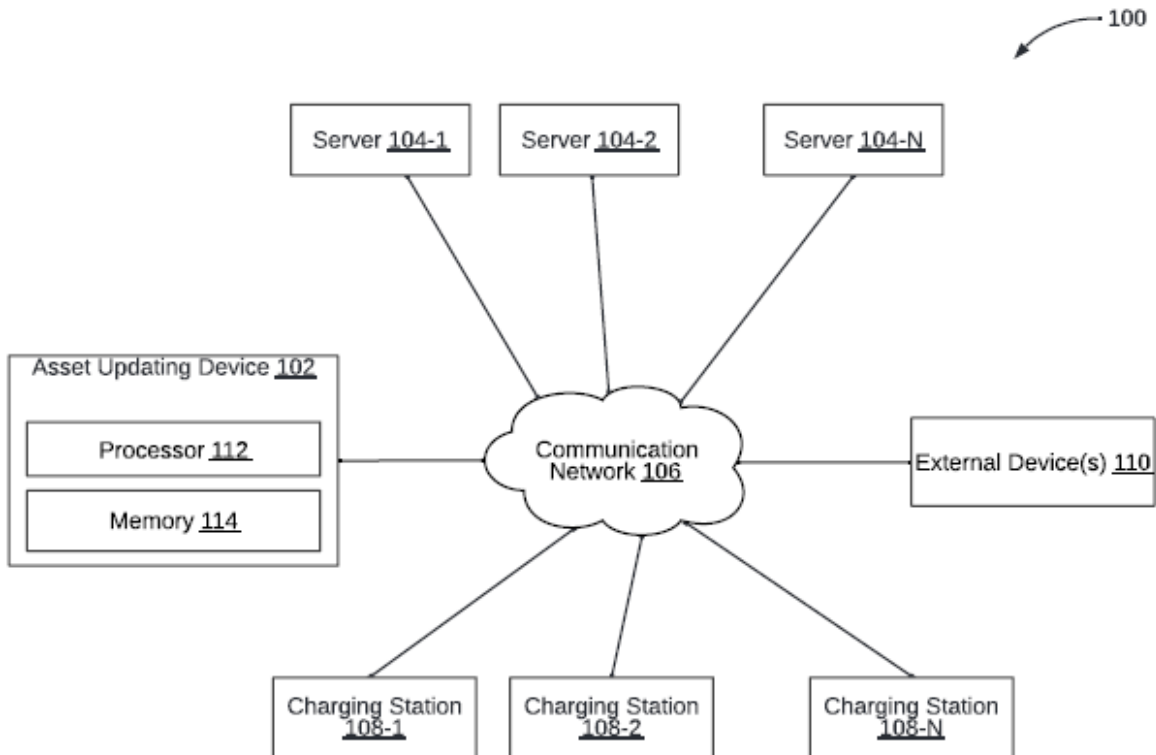 100
Server 104-1
Server 104-2
Server 104-N
Asset Updating Device 102
Processor 112
Memory 114
Communication
Network 106
External Device(s) 110
Charging Station
108-1
Charging Station
108-2
Charging Station
108-N